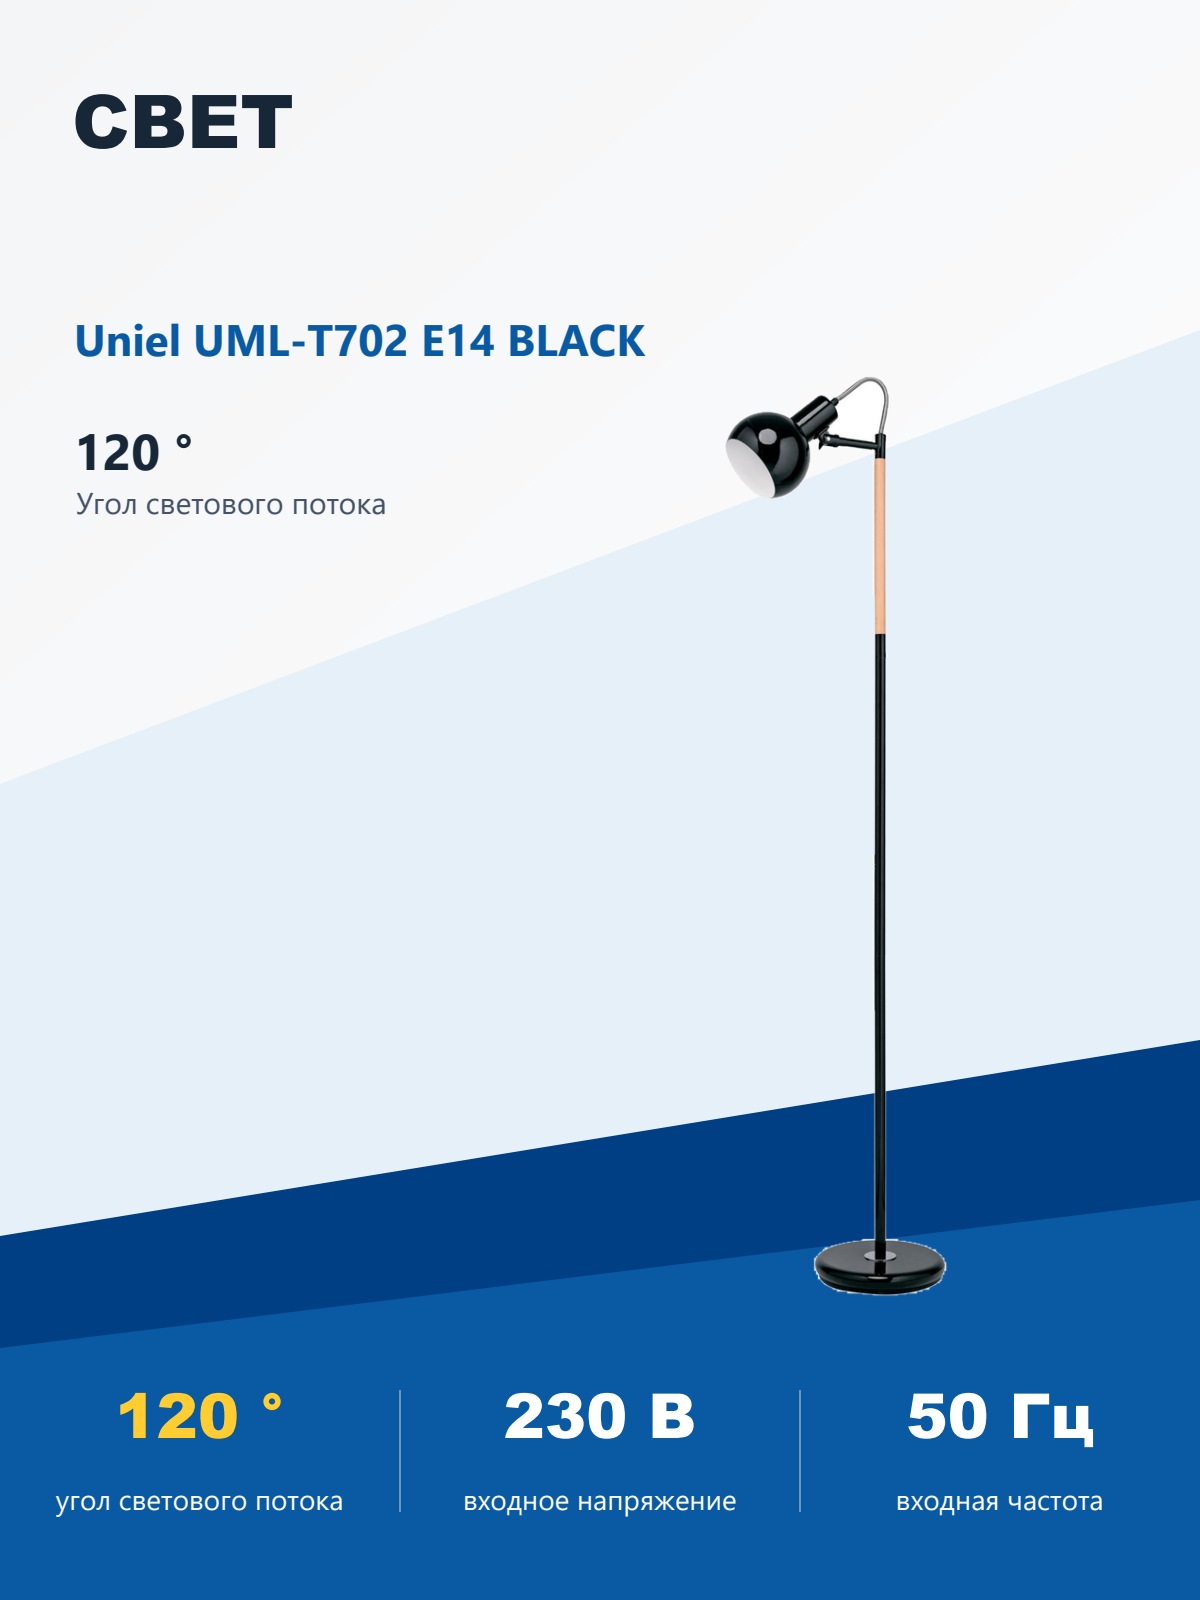 СВЕТ
Uniel UML-T702 E14 BLACK
120 °
Угол светового потока
120 °
угол светового потока
230 В
входное напряжение
50 Гц
входная частота